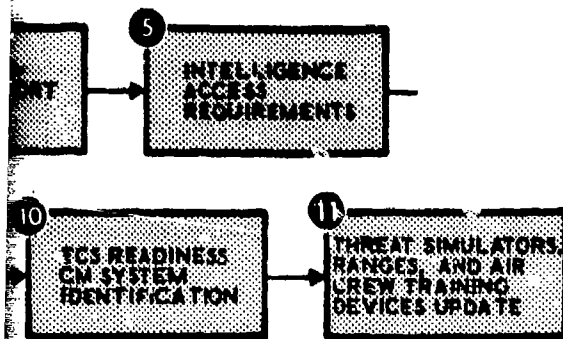 5
ORT
INTELLIGENCE
ACCESS
REQUIREMENTS
10
TCS READINESS
CM SYSTEM
IDENTIFICATION
11
THREAT SIMULATORS,
RANGES, AND AIR
CREW TRAINING
DEVICES UPDATE